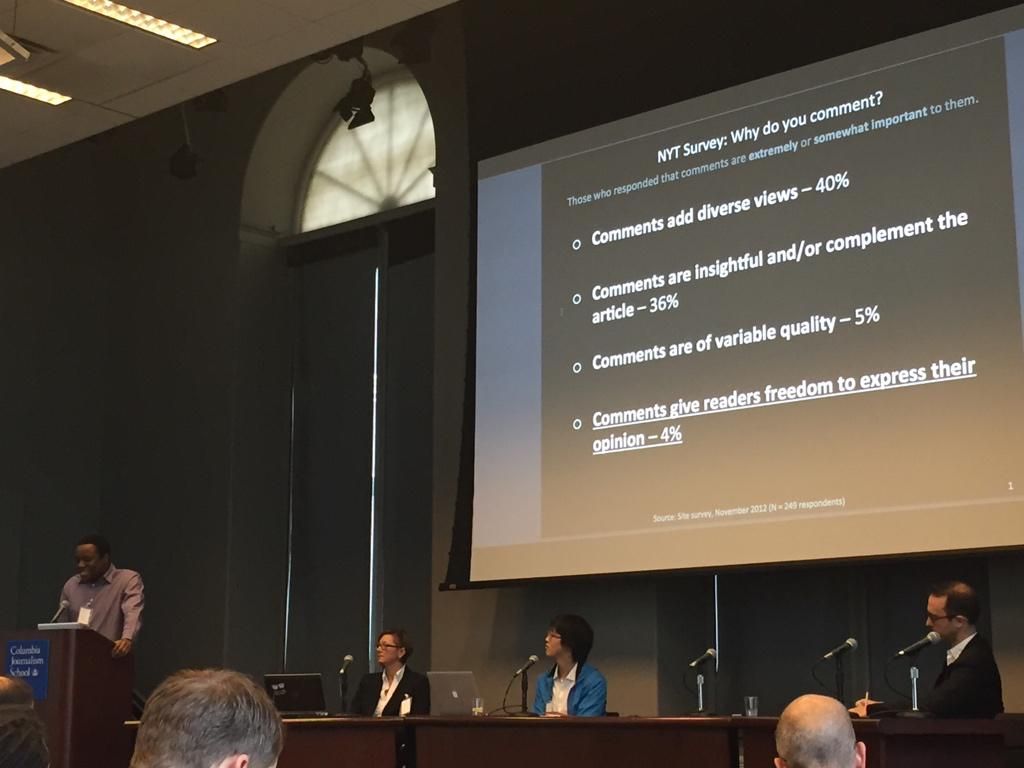 NYT Survey: Why do you comment?
Those who responded that comments are extremely or somewhat important to them.
Comments add diverse views – 40%
Comments are insightful and/or complement the
article – 36%
Comments are of variable quality – 5%
Comments give readers freedom to express their
opinion – 4%
1
Source: Site survey, November 2012 (N = 249 respondents)
Columbia
Journalism
School